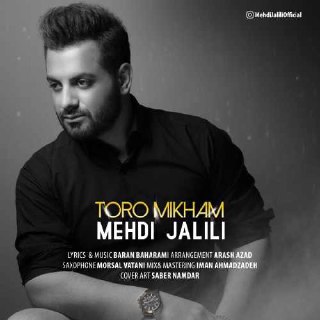 MehdiJaliliOfficial
TORO MIKHAM
MEHDI JALILI
LYRICS & MUSIC BARAN BAHARAMI ARRANGEMENT ARASH AZAD
SAXOPHONE MORSAL VATANI MIX& MASTERING IMAN AHMADZADEH
COVER ART SABER NAMDAR